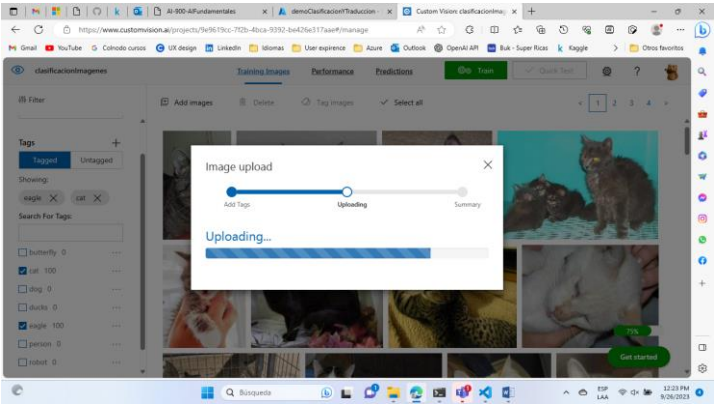 AI-900-AIFundamentales
demoClasificacionYTraduccion -
Custom Vision: clasificacionImag
https://www.customvision.ai/projects/9e9619cc-7f2b-4bca-9392-be426e317aae#/manage
Gmail YouTube Colnodo cursos UX design LinkedIn Idiomas User expirence Azure Outlook OpenAI API Buk - Super Ricas Kaggle Otros favoritos
clasificacionImagenes Training Images Performance Predictions Train Quick Test ?
Filter Add images Delete Tag images Select all < 1 2 3 4 >
Tags +
Tagged Untagged
Showing:
eagle X cat X
Search For Tags:
butterfly 0 ...
cat 100 ...
dog 0 ...
ducks 0 ...
eagle 100 ...
person 0 ...
robot 0 ...
Image upload
Add Tags Uploading Summary
Uploading...
75%
Get started
Búsqueda
ESP
LAA
12:23 PM
9/26/2023